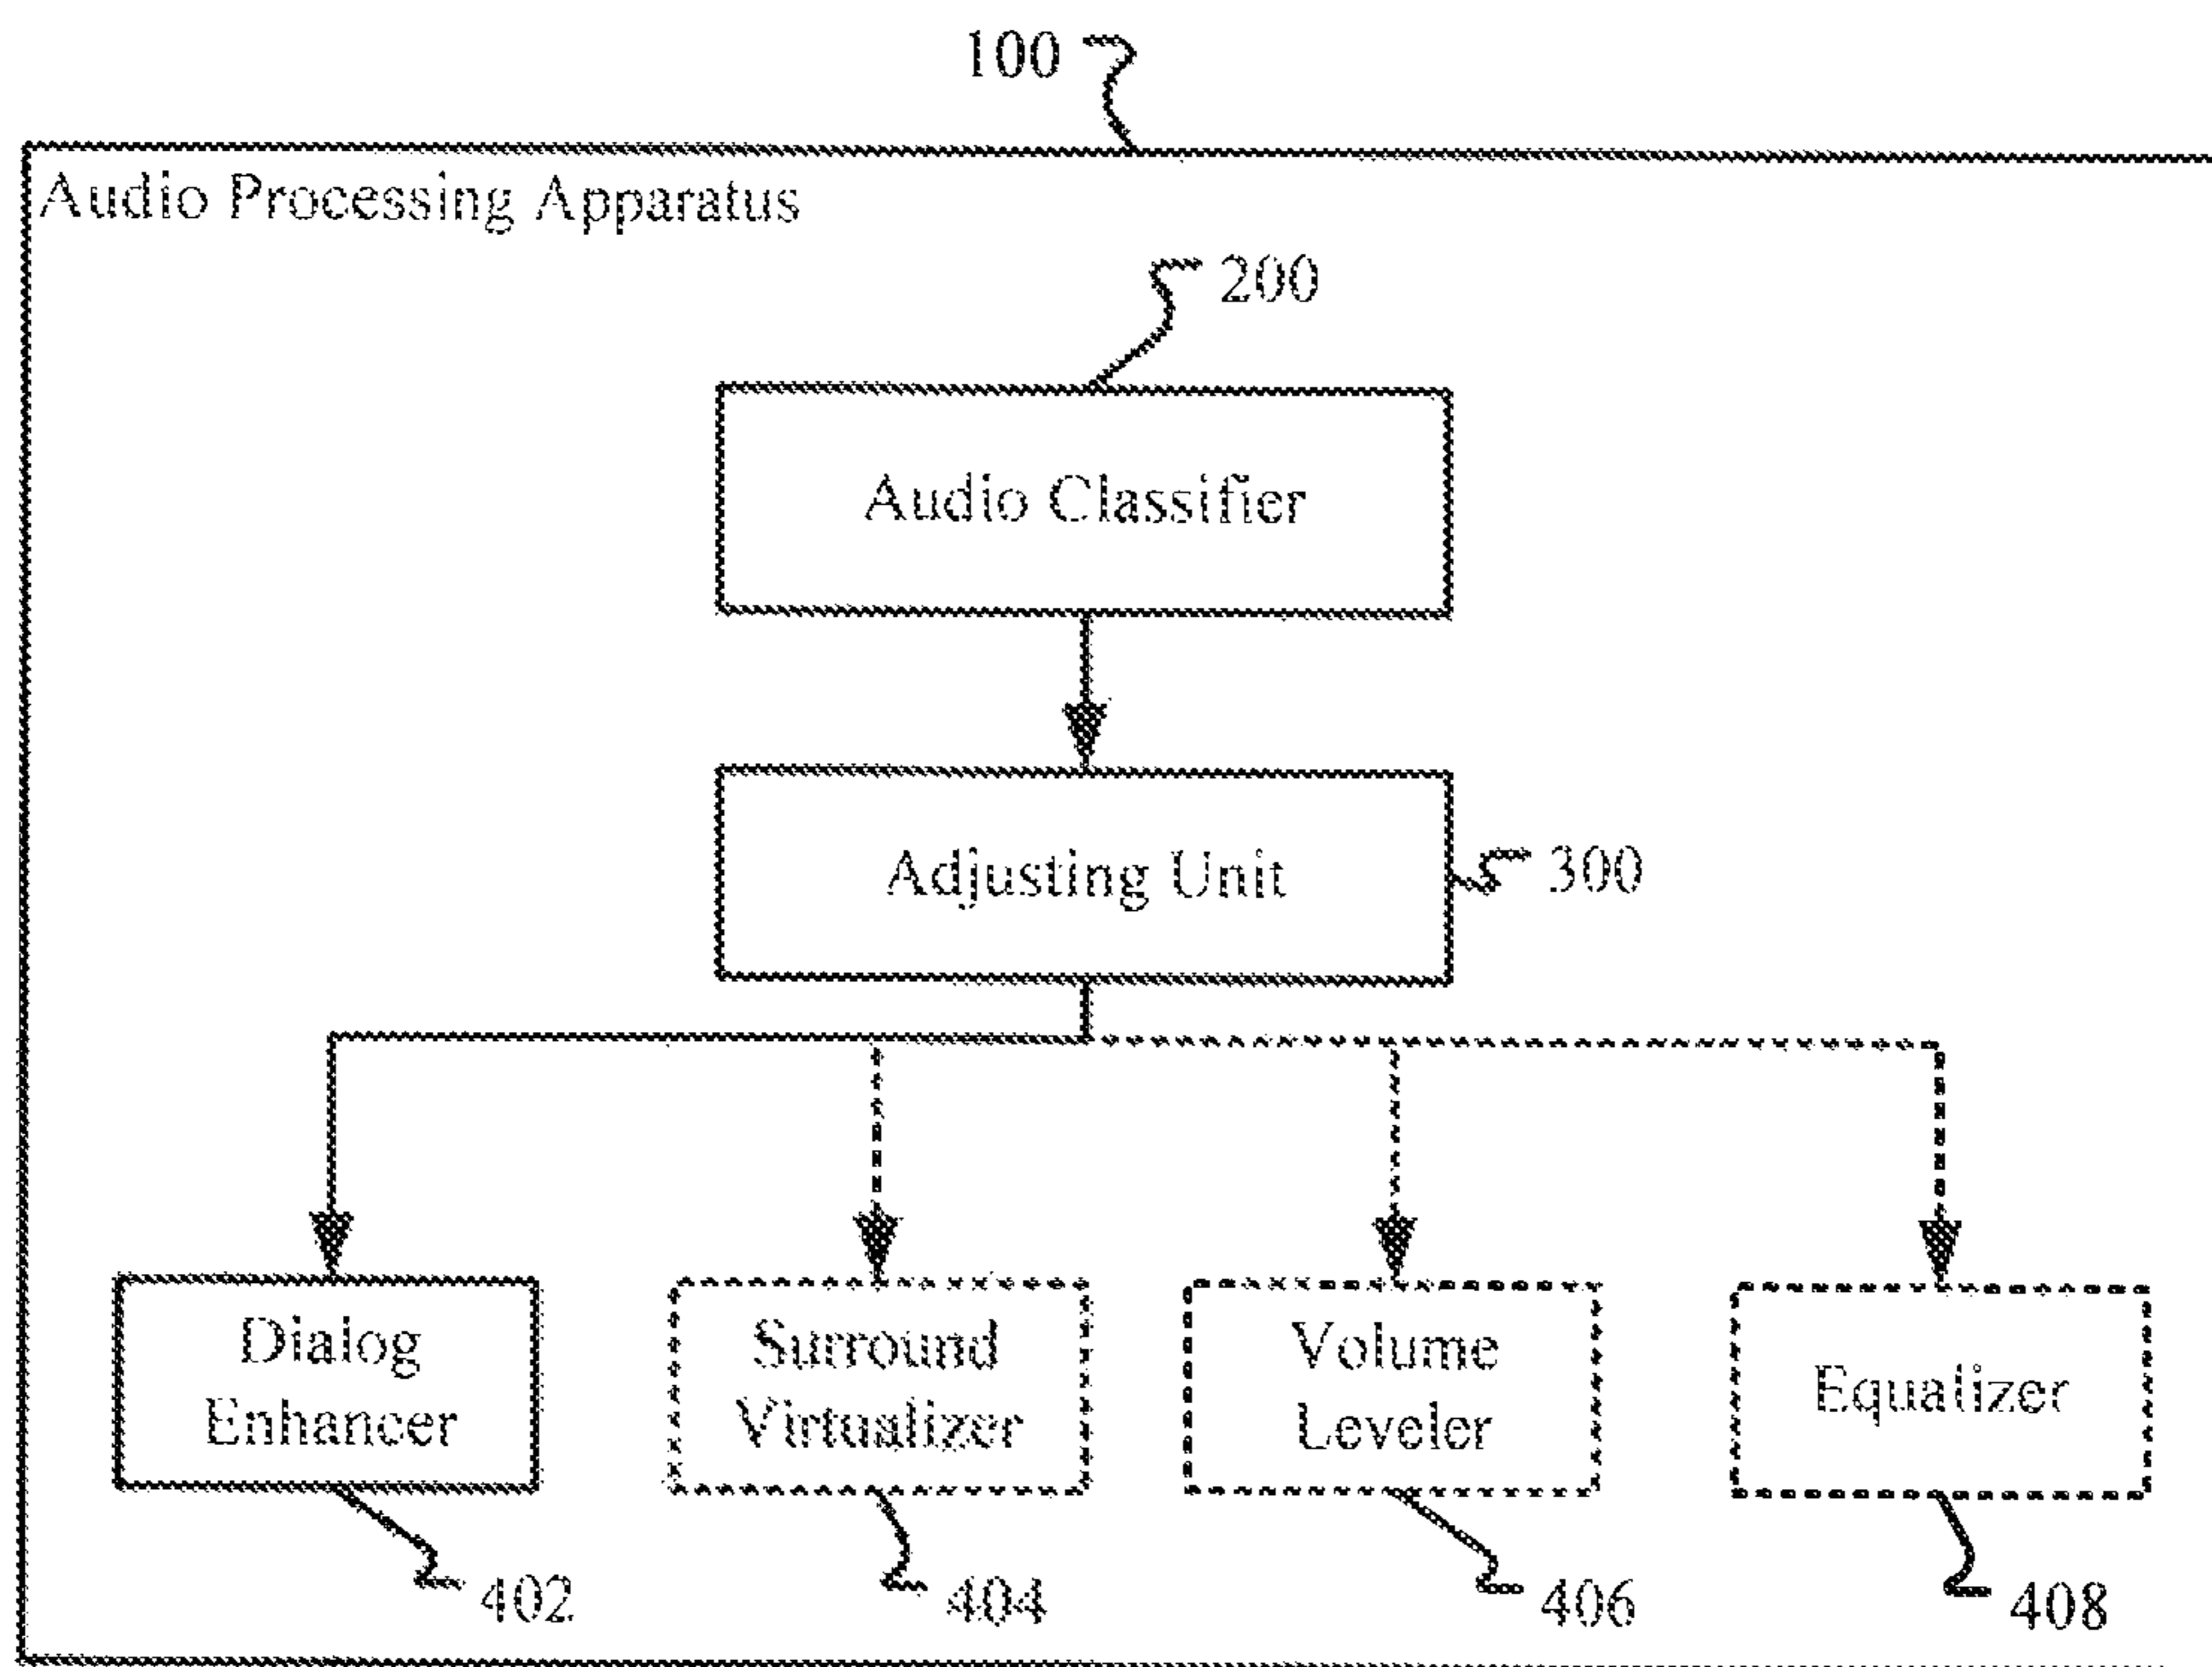 100
Audio Processing Apparatus
200
Audio Classifier
Adjusting Unit
300
Dialog
Enhancer
Surround
Virtualizer
Volume
Leveler
Equalizer
402
404
406
408